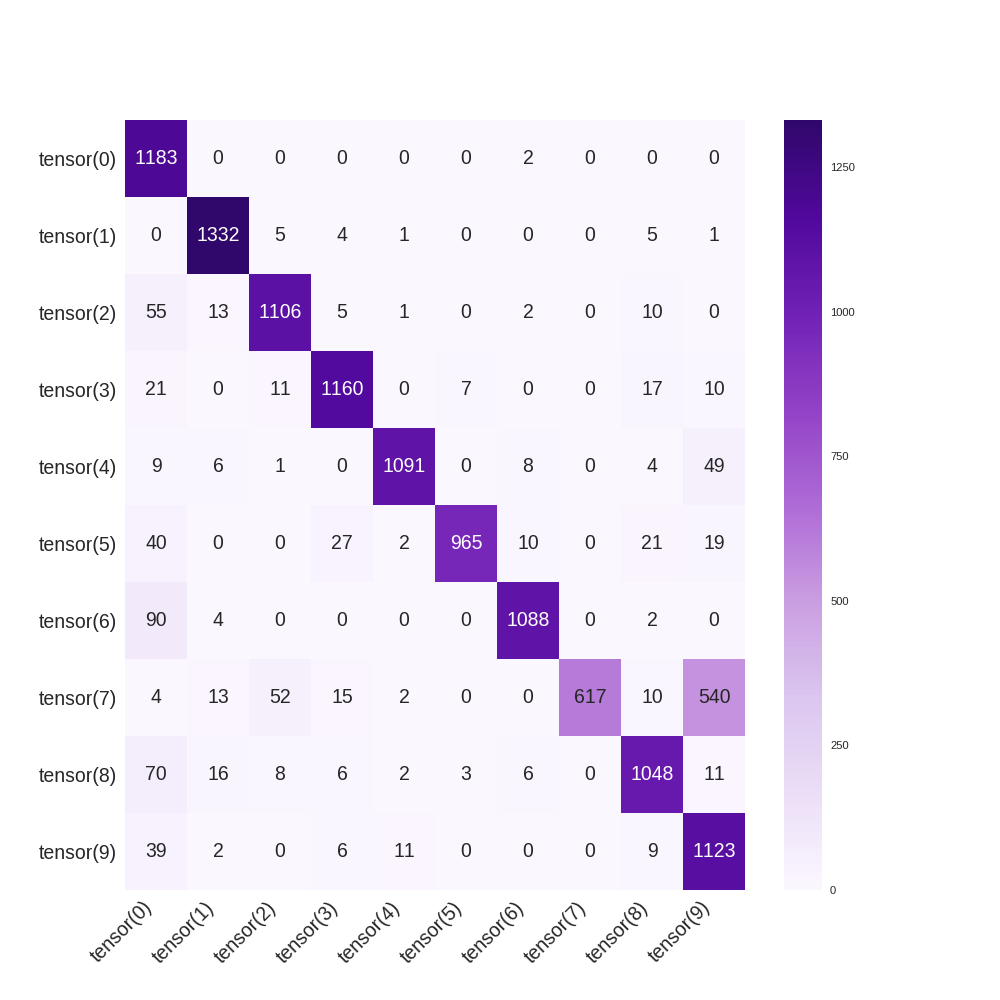 tensor(0) 1183 0 0 0 0 0 2 0 0 0
tensor(1) 0 1332 5 4 1 0 0 0 5 1
tensor(2) 55 13 1106 5 1 0 2 0 10 0
tensor(3) 21 0 11 1160 0 7 0 0 17 10
tensor(4) 9 6 1 0 1091 0 8 0 4 49
tensor(5) 40 0 0 27 2 965 10 0 21 19
tensor(6) 90 4 0 0 0 0 1088 0 2 0
tensor(7) 4 13 52 15 2 0 0 617 10 540
tensor(8) 70 16 8 6 2 3 6 0 1048 11
tensor(9) 39 2 0 6 11 0 0 0 9 1123
tensor(0) tensor(1) tensor(2) tensor(3) tensor(4) tensor(5) tensor(6) tensor(7) tensor(8) tensor(9)
1250
1000
750
500
250
0